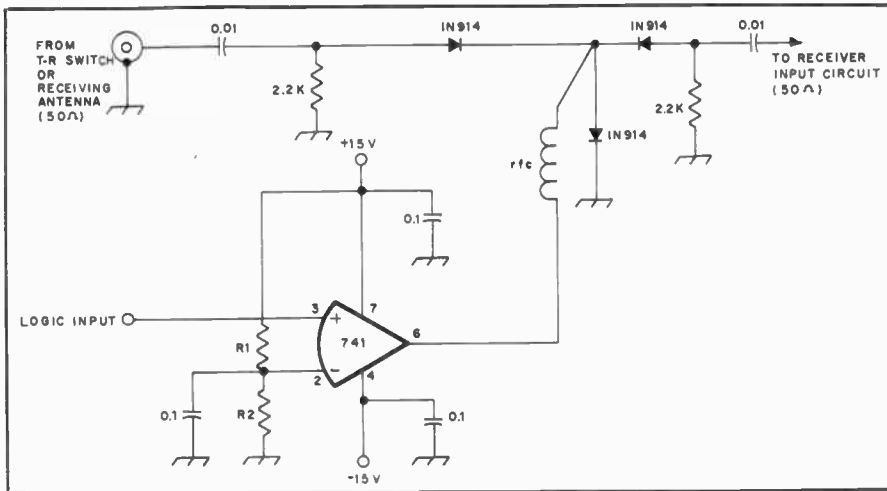 FROM
T-R SWITCH
OR
RECEIVING
ANTENNA
(50Ω)
0.01
IN914
IN914
0.01
TO RECEIVER
INPUT CIRCUIT
(50Ω)
2.2K
2.2K
IN914
rfc
+15V
0.1
LOGIC INPUT
3
+
7
741
6
R1
2
−
4
0.1
R2
0.1
-15V